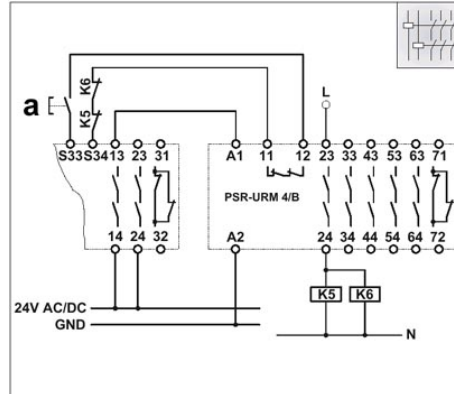 K6
a
K5
L
S33 S34 13 23 31
A1 11 12 23 33 43 53 63 71
PSR-URM 4/B
14 24 32
A2 24 34 44 54 64 72
24V AC/DC
GND
K5 K6
N